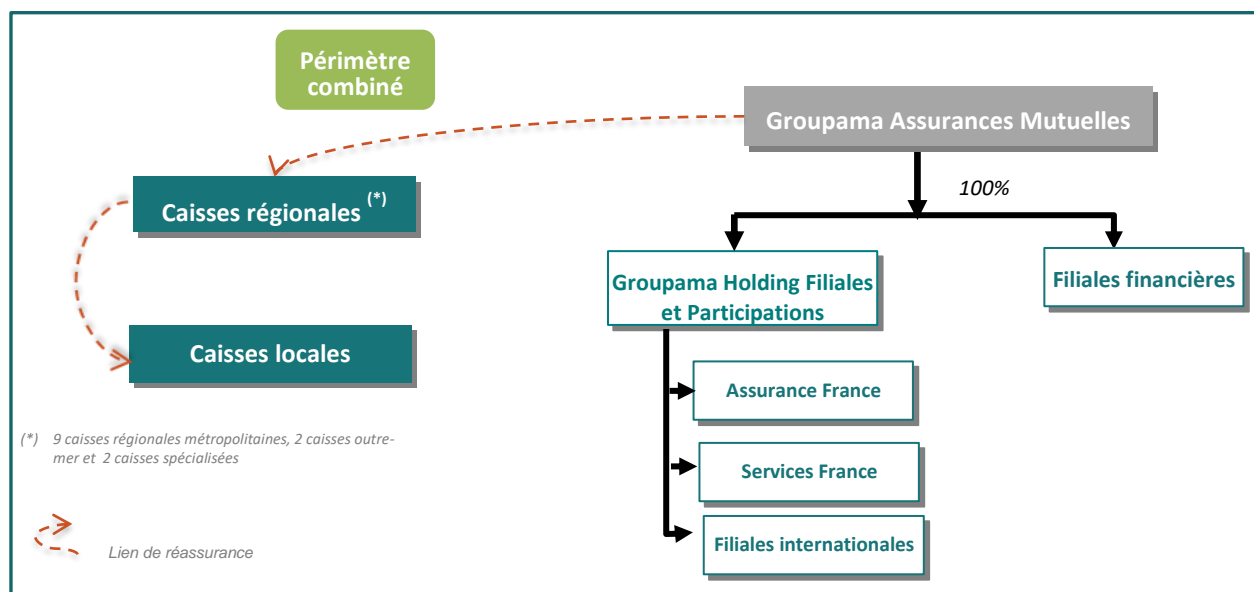 Périmètre
combiné
Groupama Assurances Mutuelles
100%
Caisses régionales (*)
Groupama Holding Filiales
et Participations
Filiales financières
Caisses locales
Assurance France
(*) 9 caisses régionales métropolitaines, 2 caisses outre-
mer et 2 caisses spécialisées
Services France
Lien de réassurance
Filiales internationales